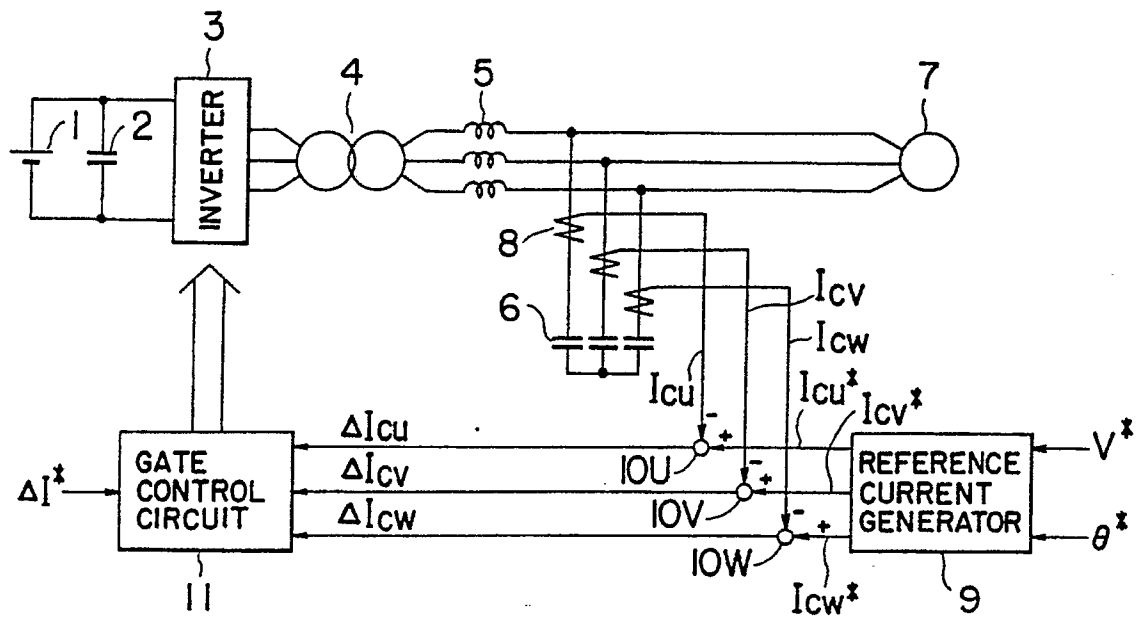 3
4
5
7
1
2
INVERTER
8
6
Icv
Icw
Icu
Icu*
Icv*
ΔIcu
ΔIcv
ΔIcw
-
+
-
+
-
+
10U
10V
10W
V*
θ*
ΔI*
GATE
CONTROL
CIRCUIT
REFERENCE
CURRENT
GENERATOR
11
Icw*
9